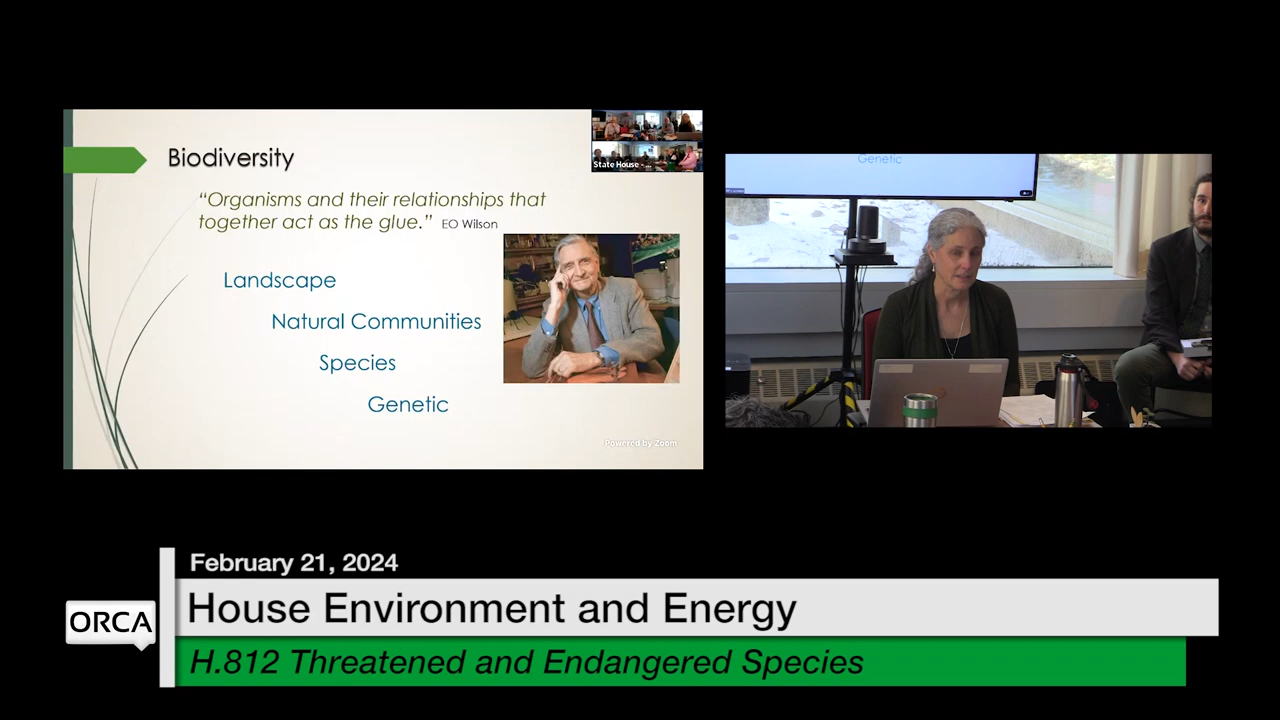 Biodiversity
“Organisms and their relationships that
together act as the glue.” EO Wilson
Landscape
Natural Communities
Species
Genetic
State House - ...
Powered by Zoom
Genetic
February 21, 2024
ORCA
House Environment and Energy
H.812 Threatened and Endangered Species